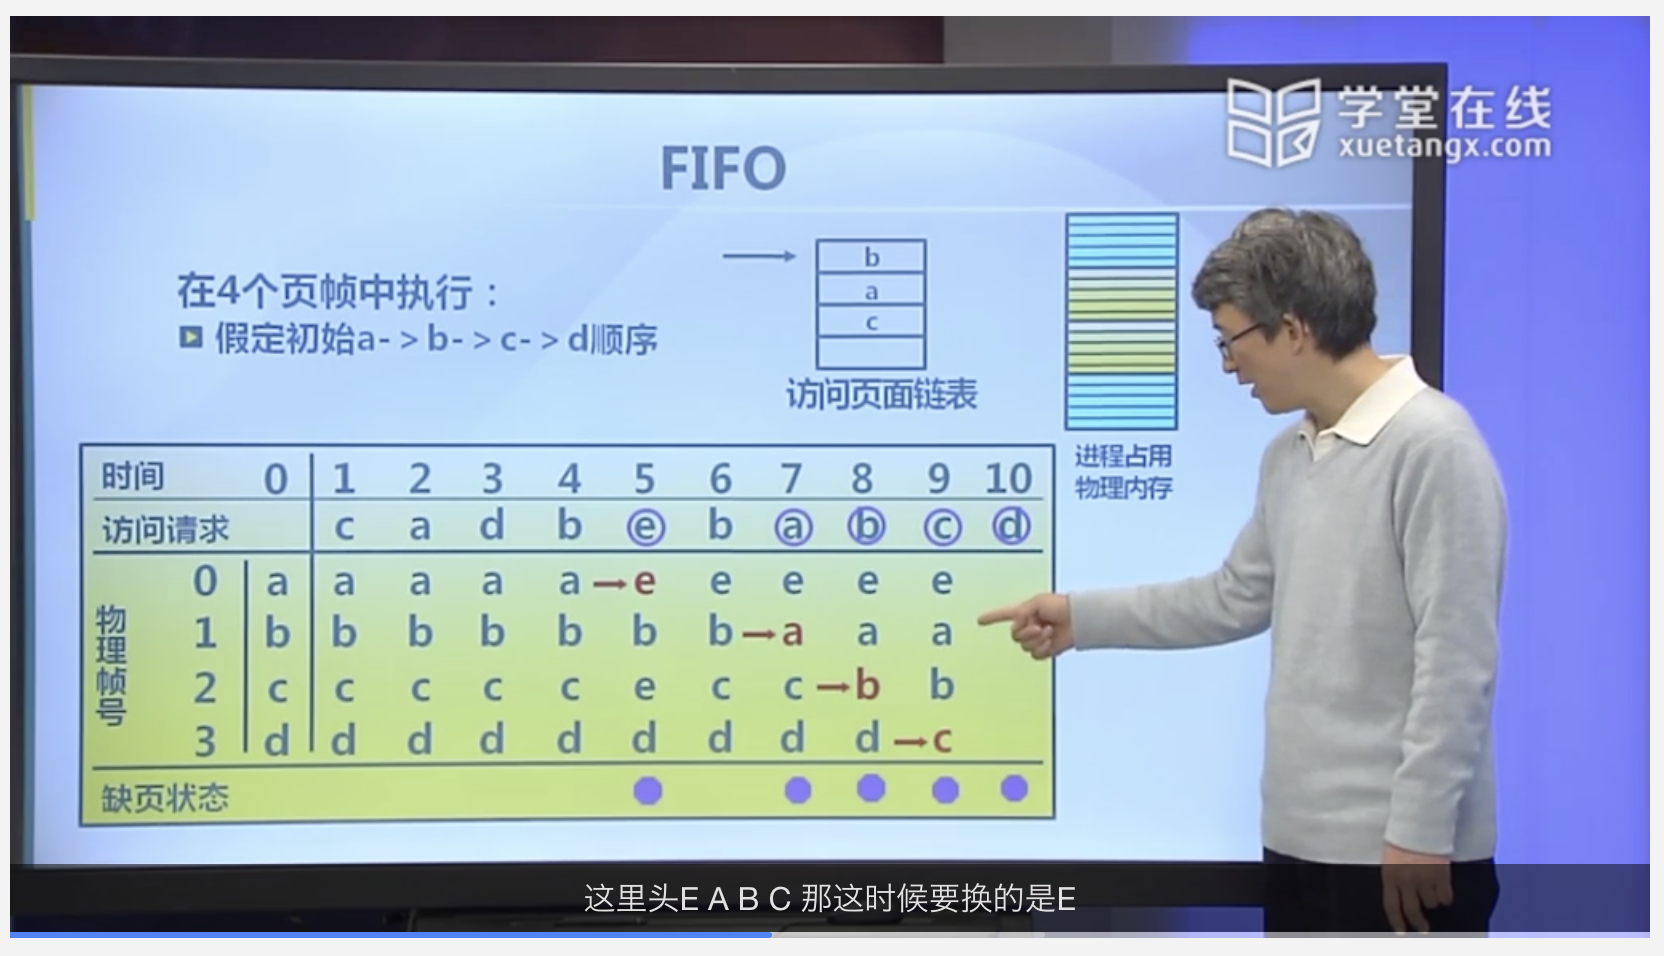 学堂在线
xuetangx.com
FIFO
在4个页帧中执行：
假定初始a->b->c->d顺序
b
a
c
访问页面链表
进程占用
物理内存
时间 0 1 2 3 4 5 6 7 8 9 10
访问请求 c a d b e b a b c d
物理帧号
0 a a a a a→e e e e e
1 b b b b b b b→a a a
2 c c c c c e c c→b b
3 d d d d d d d d d→c
缺页状态
这里头E A B C 那这时候要换的是E